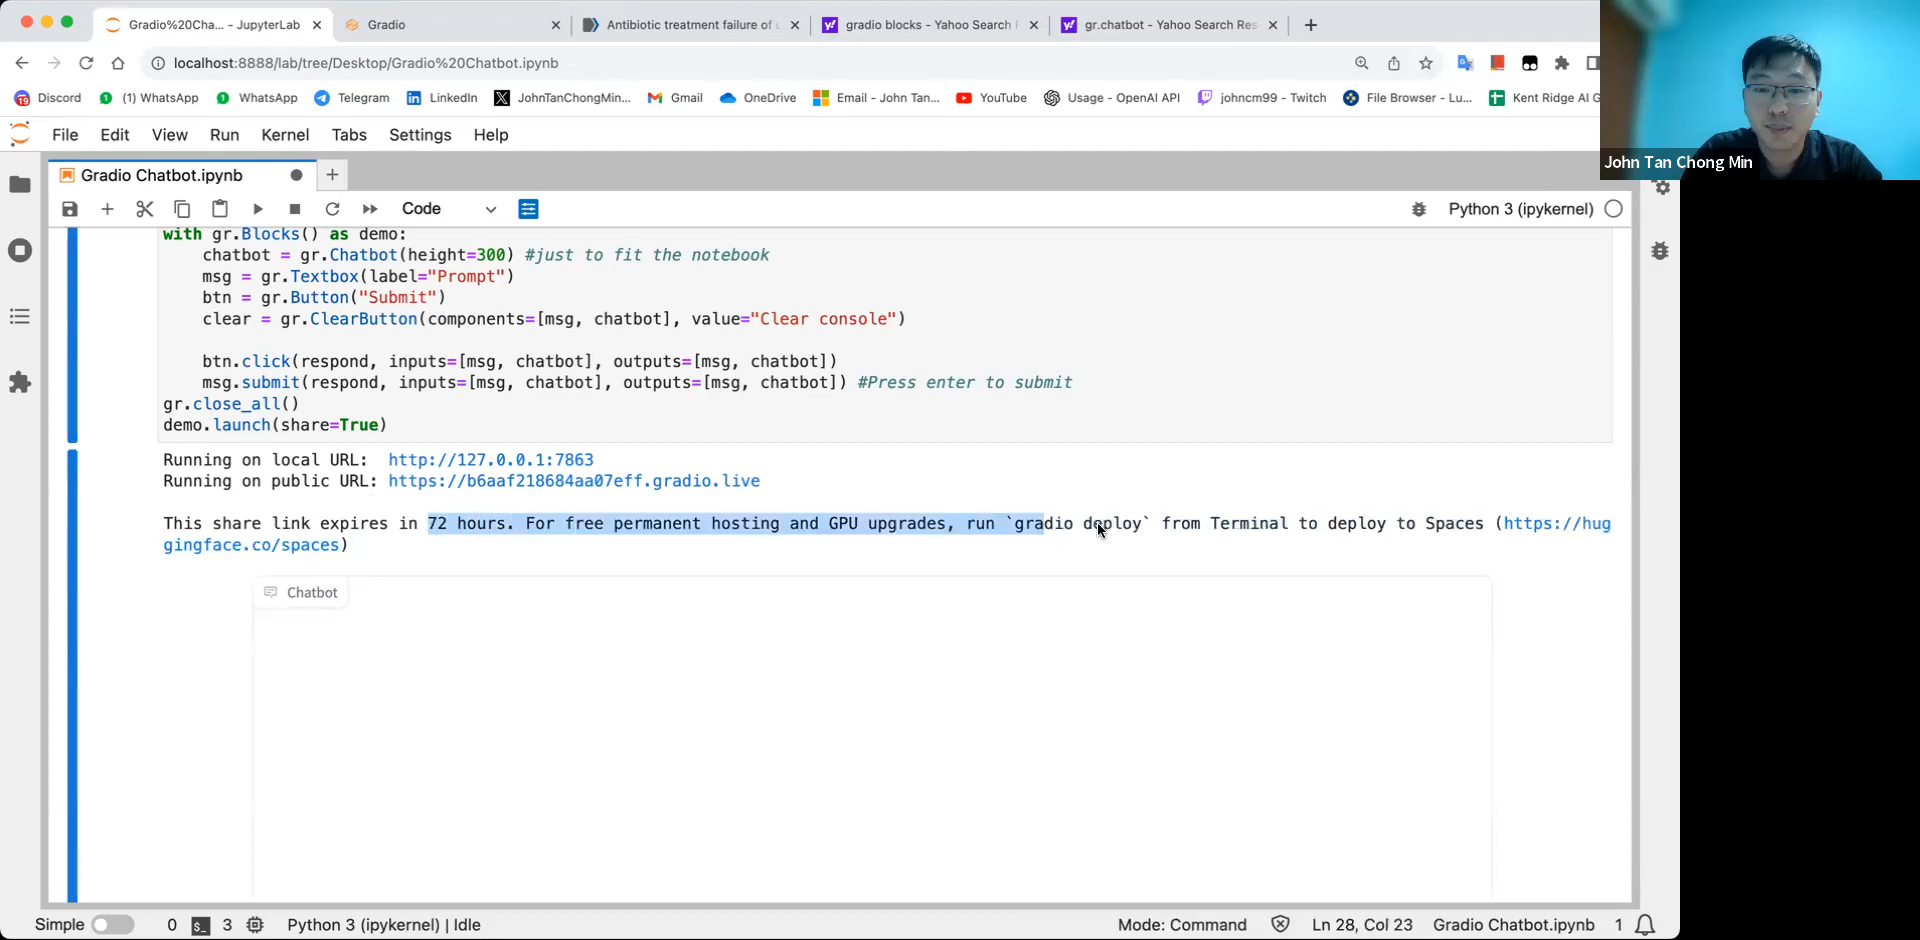 Gradio%20Cha... - JupyterLab
Gradio
Antibiotic treatment failure of u
gradio blocks - Yahoo Search R
gr.chatbot - Yahoo Search Res
localhost:8888/lab/tree/Desktop/Gradio%20Chatbot.ipynb
19 Discord
(1) WhatsApp
WhatsApp
Telegram
LinkedIn
JohnTanChongMin...
Gmail
OneDrive
Email - John Tan...
YouTube
Usage - OpenAI API
johncm99 - Twitch
File Browser - Lu...
Kent Ridge AI G
John Tan Chong Min
File Edit View Run Kernel Tabs Settings Help
Gradio Chatbot.ipynb
Code
Python 3 (ipykernel)
with gr.Blocks() as demo:
chatbot = gr.Chatbot(height=300) #just to fit the notebook
msg = gr.Textbox(label="Prompt")
btn = gr.Button("Submit")
clear = gr.ClearButton(components=[msg, chatbot], value="Clear console")
btn.click(respond, inputs=[msg, chatbot], outputs=[msg, chatbot])
msg.submit(respond, inputs=[msg, chatbot], outputs=[msg, chatbot]) #Press enter to submit
gr.close_all()
demo.launch(share=True)
Running on local URL:  http://127.0.0.1:7863
Running on public URL: https://b6aaf218684aa07eff.gradio.live
This share link expires in 72 hours. For free permanent hosting and GPU upgrades, run `gradio deploy` from Terminal to deploy to Spaces (https://hug
gingface.co/spaces)
Chatbot
Simple 0 $_ 3 Python 3 (ipykernel) | Idle
Mode: Command Ln 28, Col 23 Gradio Chatbot.ipynb 1